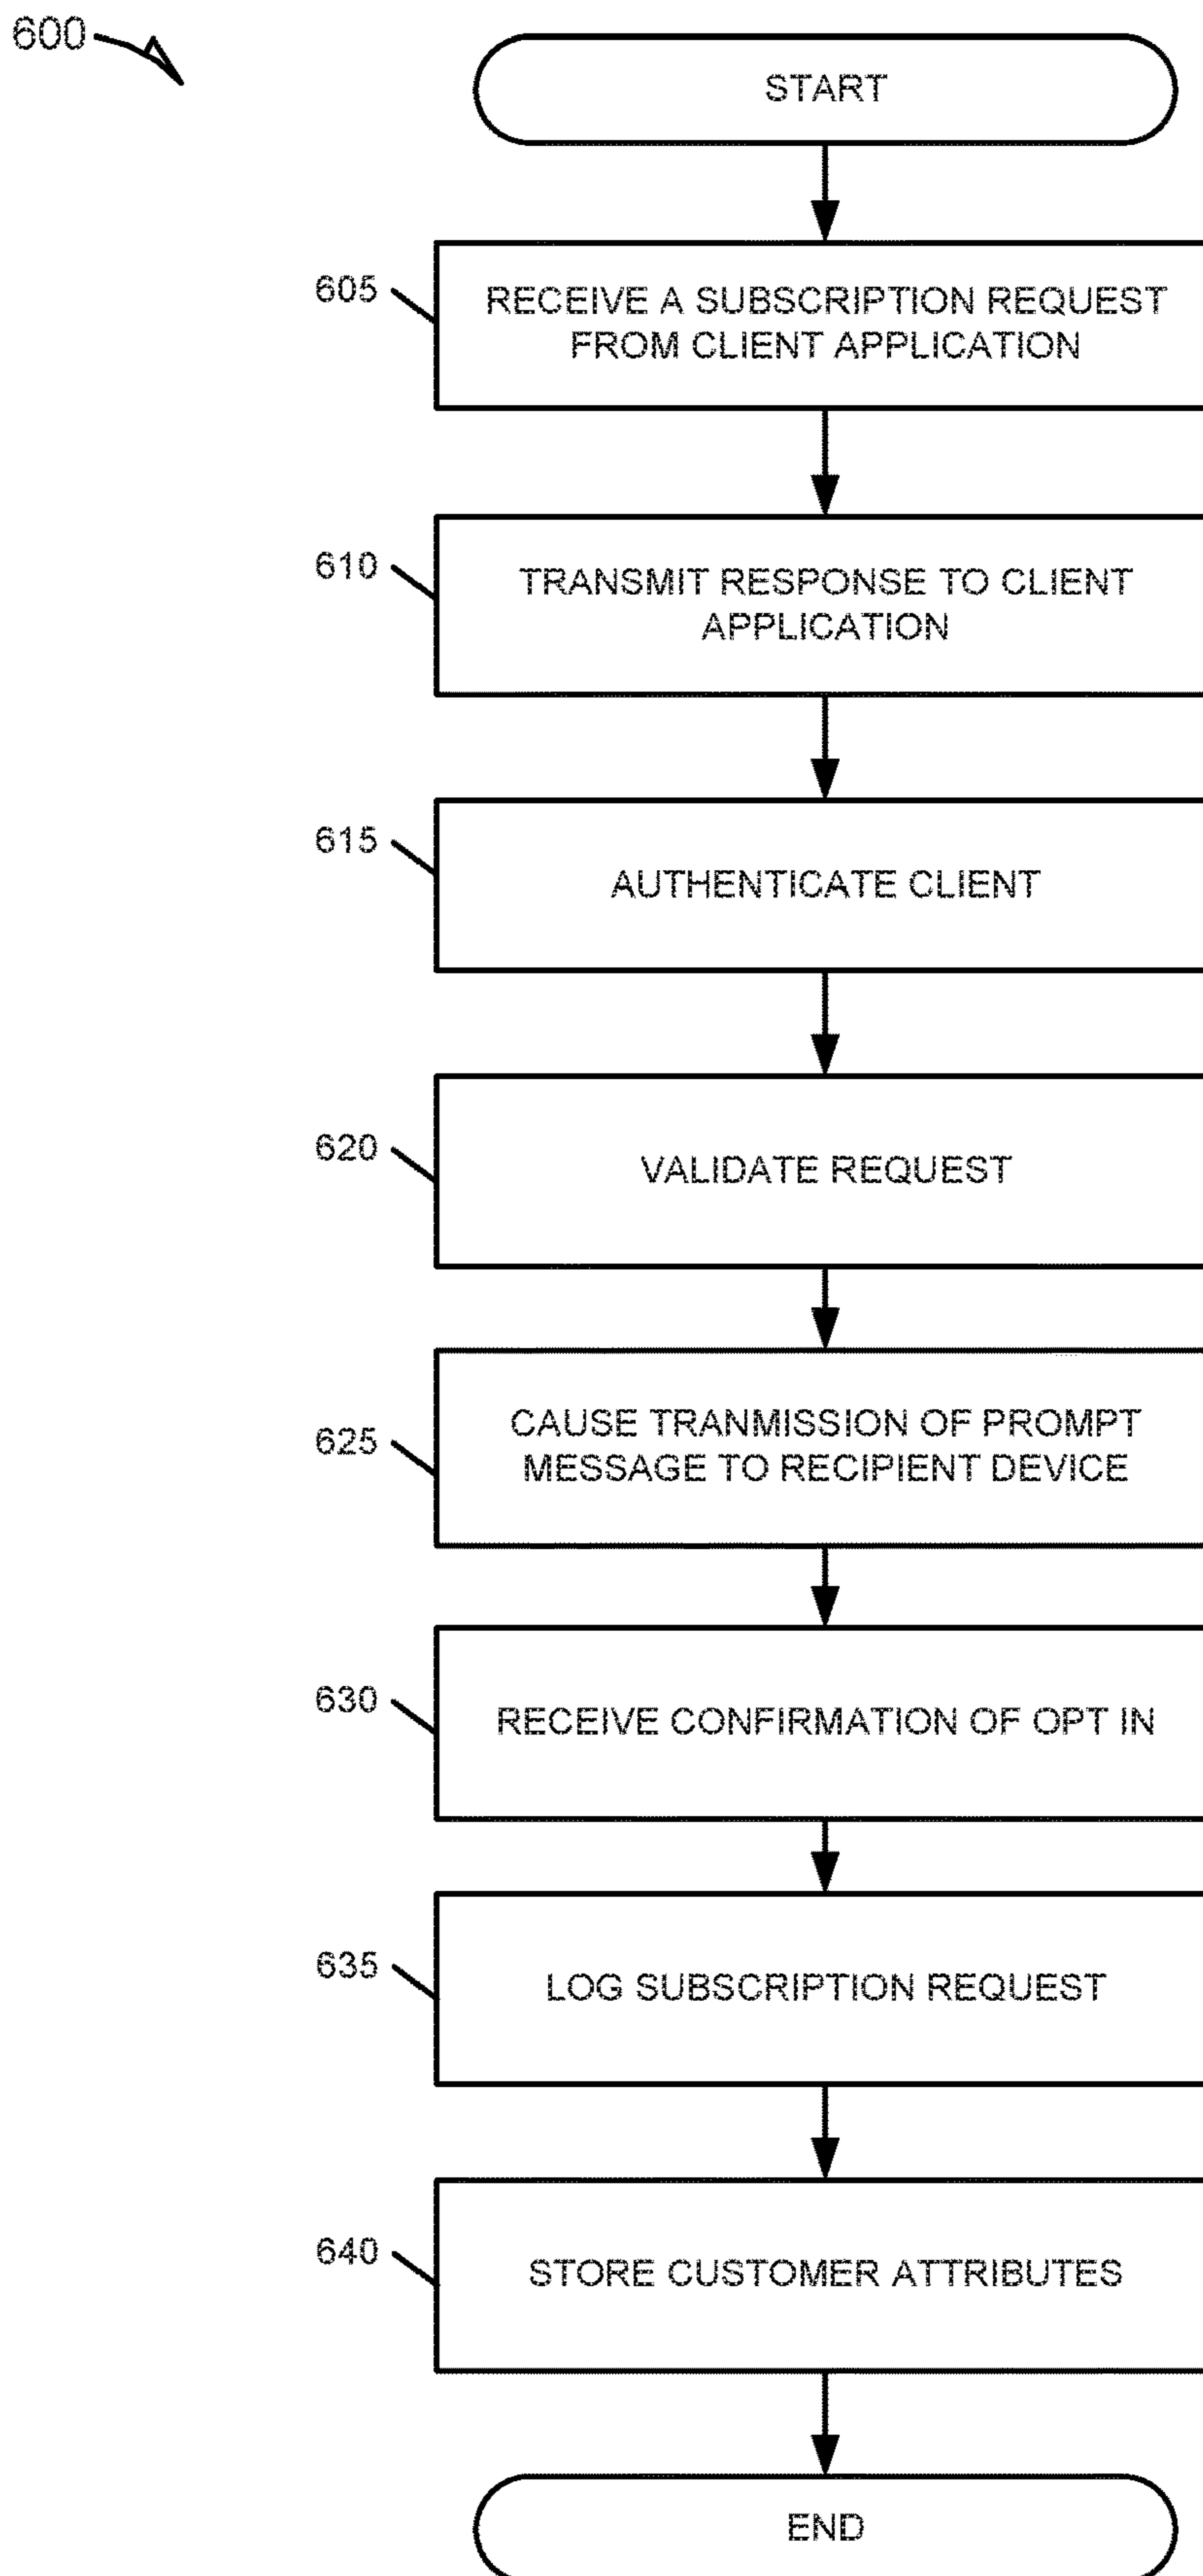 600
START
605
RECEIVE A SUBSCRIPTION REQUEST
FROM CLIENT APPLICATION
610
TRANSMIT RESPONSE TO CLIENT
APPLICATION
615
AUTHENTICATE CLIENT
620
VALIDATE REQUEST
625
CAUSE TRANMISSION OF PROMPT
MESSAGE TO RECIPIENT DEVICE
630
RECEIVE CONFIRMATION OF OPT IN
635
LOG SUBSCRIPTION REQUEST
640
STORE CUSTOMER ATTRIBUTES
END